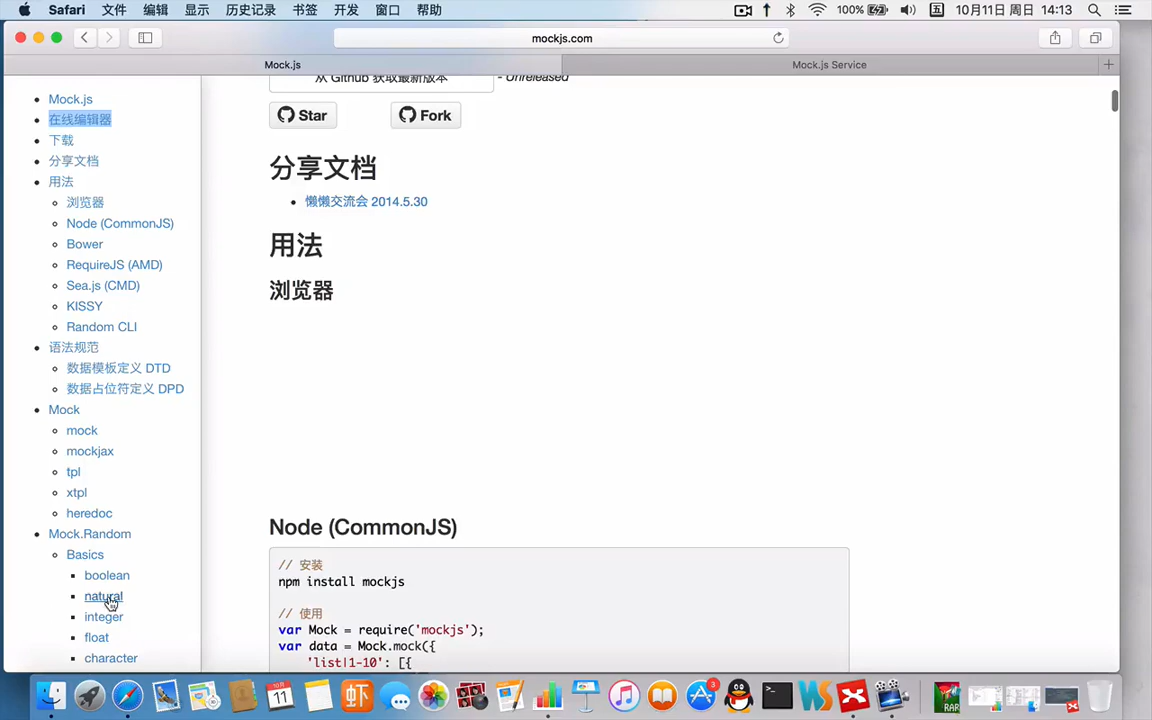 Safari 文件 编辑 显示 历史记录 书签 开发 窗口 帮助 100% 五 10月11日 周日 14:13
mockjs.com
Mock.js
Mock.js Service
Mock.js
在线编辑器
下载
分享文档
用法
浏览器
Node (CommonJS)
Bower
RequireJS (AMD)
Sea.js (CMD)
KISSY
Random CLI
语法规范
数据模板定义 DTD
数据占位符定义 DPD
Mock
mock
mockjax
tpl
xtpl
heredoc
Mock.Random
Basics
boolean
natural
integer
float
character
从 Github 获取最新版本 - Unreleased
Star
Fork
分享文档
懒懒交流会 2014.5.30
用法
浏览器
Node (CommonJS)
// 安装
npm install mockjs
// 使用
var Mock = require('mockjs');
var data = Mock.mock({
'list|1-10': [{
虾
3
RAR